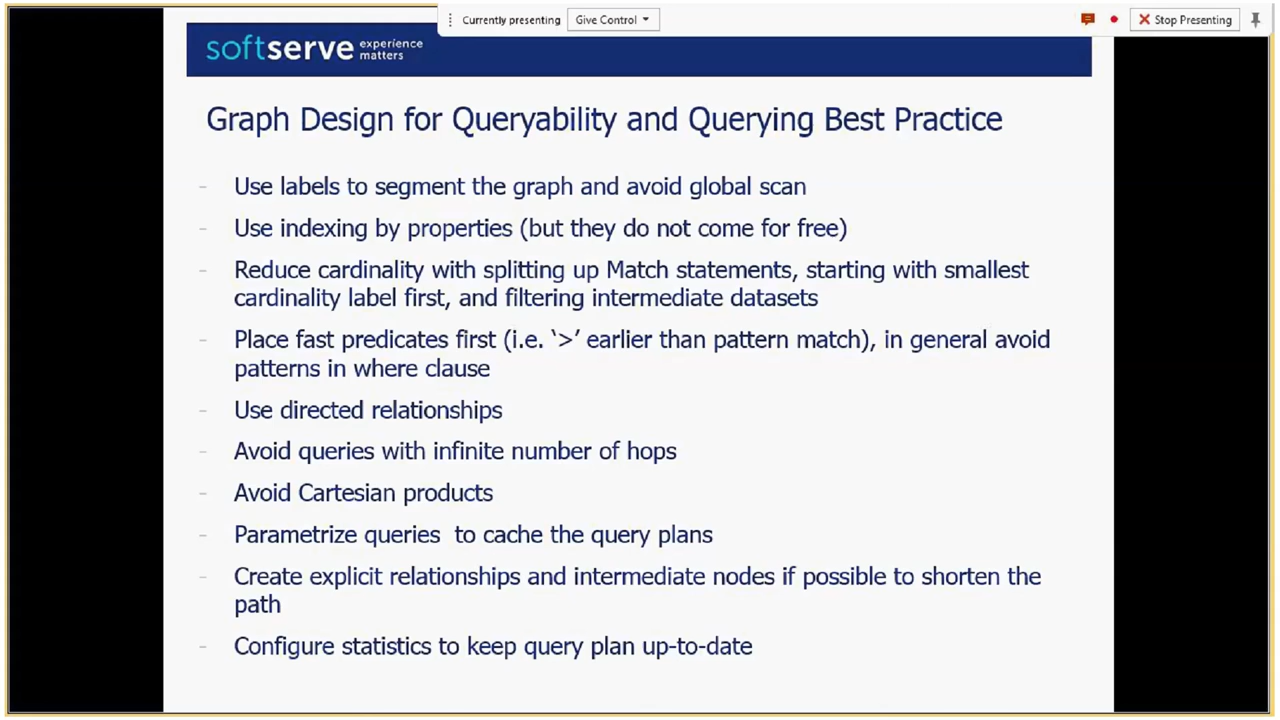 Currently presenting Give Control Stop Presenting
softserve experience matters
Graph Design for Queryability and Querying Best Practice
- Use labels to segment the graph and avoid global scan
- Use indexing by properties (but they do not come for free)
- Reduce cardinality with splitting up Match statements, starting with smallest
cardinality label first, and filtering intermediate datasets
- Place fast predicates first (i.e. ‘>’ earlier than pattern match), in general avoid
patterns in where clause
- Use directed relationships
- Avoid queries with infinite number of hops
- Avoid Cartesian products
- Parametrize queries  to cache the query plans
- Create explicit relationships and intermediate nodes if possible to shorten the
path
- Configure statistics to keep query plan up-to-date